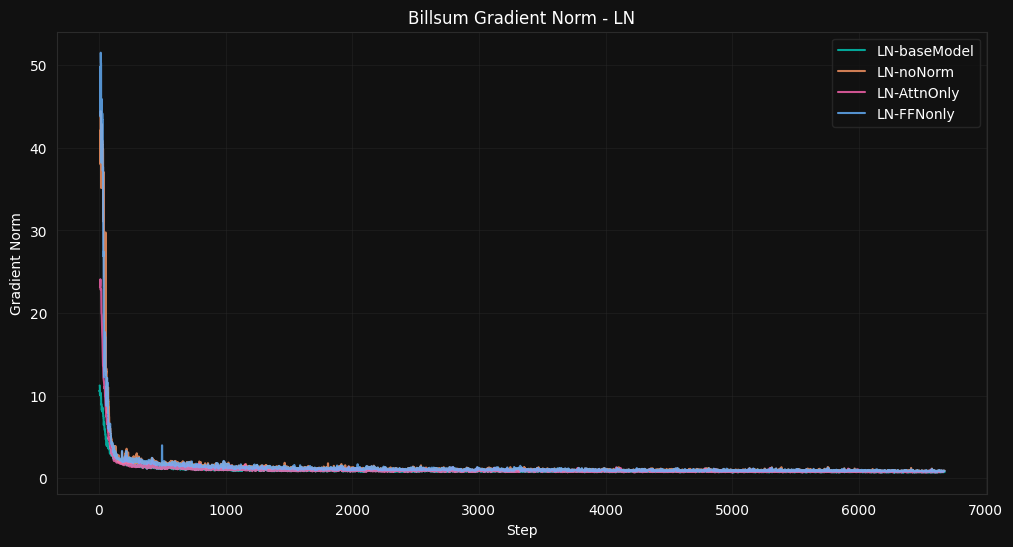 Billsum Gradient Norm - LN
LN-baseModel
LN-noNorm
LN-AttnOnly
LN-FFNonly
Gradient Norm
50
40
30
20
10
0
0 1000 2000 3000 4000 5000 6000 7000
Step